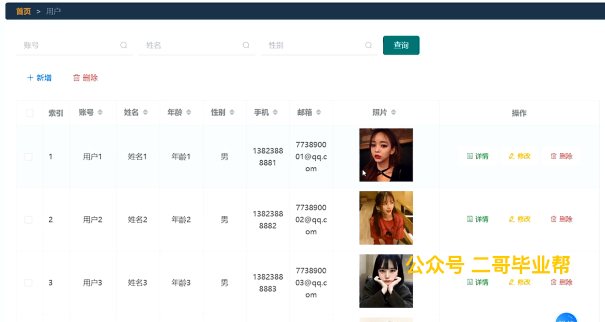 首页 > 用户
账号 姓名 性别 查询
+ 新增 删除
索引 账号 姓名 年龄 性别 手机 邮箱 照片 操作
1 用户1 姓名1 年龄1 男 13823888881 773890001@qq.com 详情 修改 删除
2 用户2 姓名2 年龄2 男 13823888882 773890002@qq.com 详情 修改 删除
公众号 二哥毕业帮
3 用户3 姓名3 年龄3 男 13823888883 773890003@qq.com 详情 修改 删除